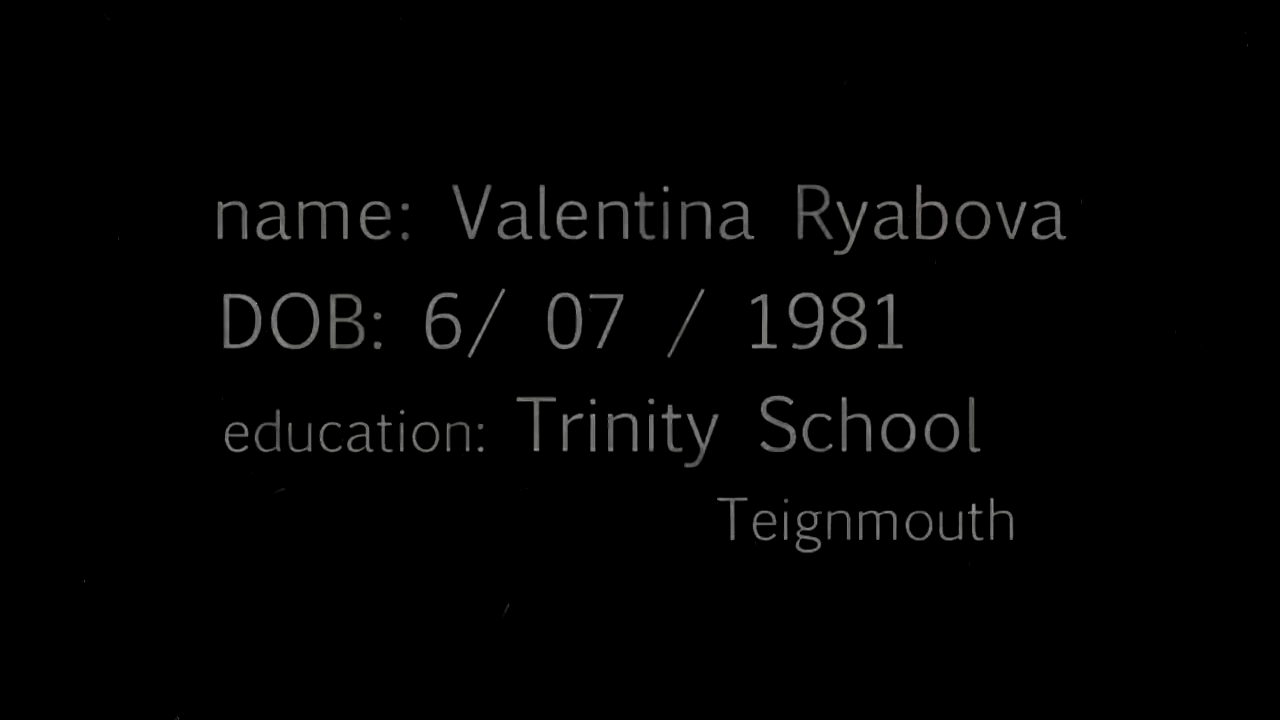 name: Valentina Ryabova
DOB: 6/ 07 / 1981
education: Trinity School
Teignmouth